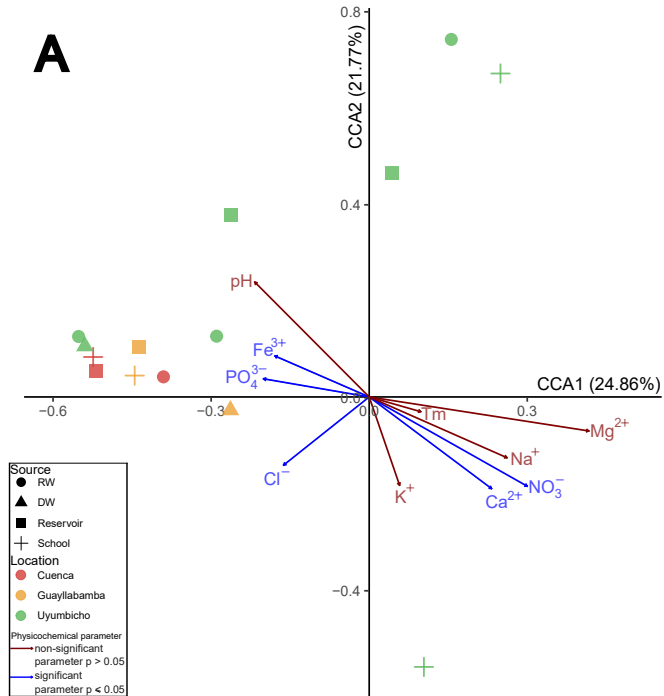 A
0.8
CCA2 (21.77%)
0.4
pH
Fe³⁺
PO₄³⁻
CCA1 (24.86%)
−0.6
−0.3
0.0
0.0
0.3
Tm
Mg²⁺
Na⁺
Cl⁻
K⁺
Ca²⁺
NO₃⁻
−0.4
Source
RW
DW
Reservoir
School
Location
Cuenca
Guayllabamba
Uyumbicho
Physicochemical parameter
non-significant
parameter p > 0.05
significant
parameter p ⩽ 0.05